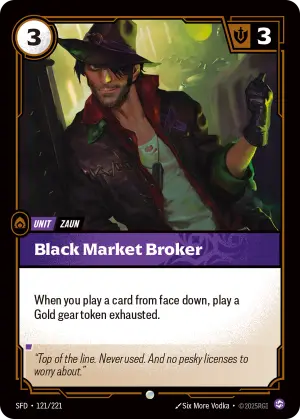 3
3
UNIT ZAUN
Black Market Broker
When you play a card from face down, play a
Gold gear token exhausted.
"Top of the line. Never used. And no pesky licenses to
worry about."
SFD • 121/221
Six More Vodka • ©2025RGI